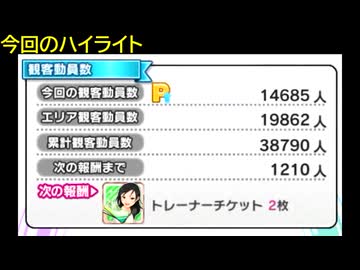 今回のハイライト
観客動員数
今回の観客動員数 P 14685 人
エリア観客動員数 19862 人
累計観客動員数 38790 人
次の報酬まで 1210 人
次の報酬 トレーナーチケット 2枚